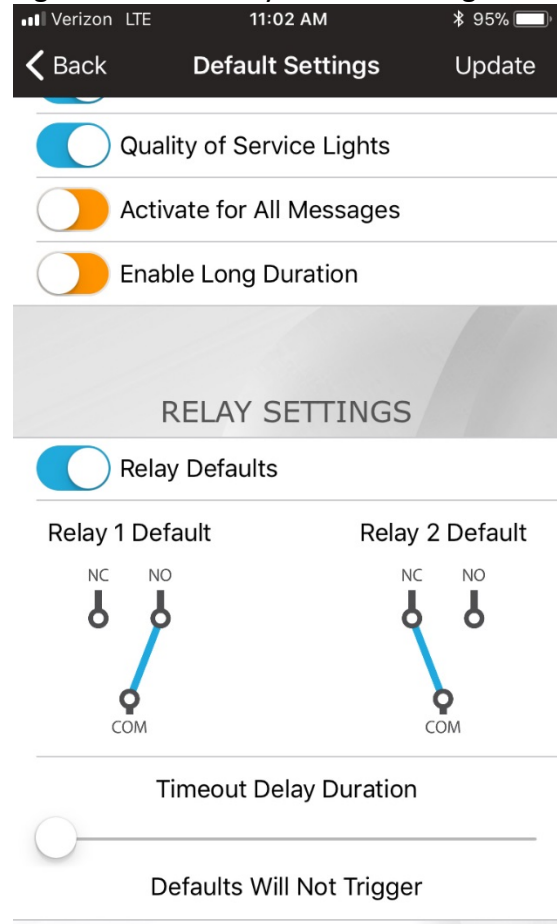 Verizon LTE 11:02 AM 95%
Back Default Settings Update
Quality of Service Lights
Activate for All Messages
Enable Long Duration
RELAY SETTINGS
Relay Defaults
Relay 1 Default Relay 2 Default
NC NO NC NO
COM COM
Timeout Delay Duration
Defaults Will Not Trigger